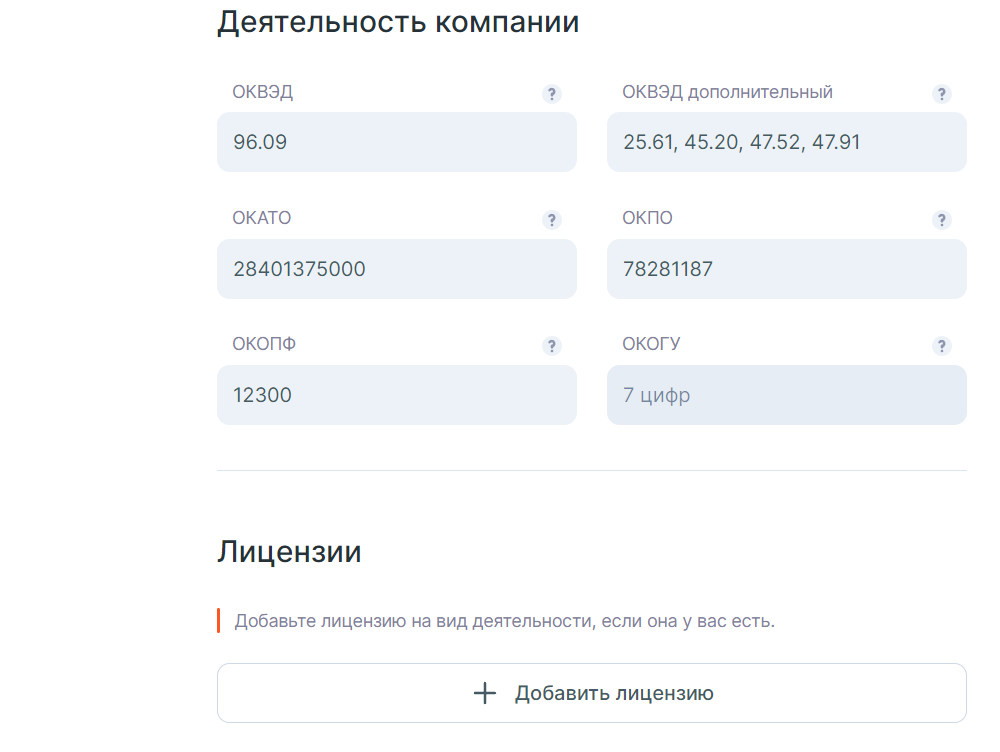 Деятельность компании
ОКВЭД ?
ОКВЭД дополнительный ?
96.09
25.61, 45.20, 47.52, 47.91
ОКАТО ?
ОКПО ?
28401375000
78281187
ОКОПФ ?
ОКОГУ ?
12300
7 цифр
Лицензии
Добавьте лицензию на вид деятельности, если она у вас есть.
+ Добавить лицензию